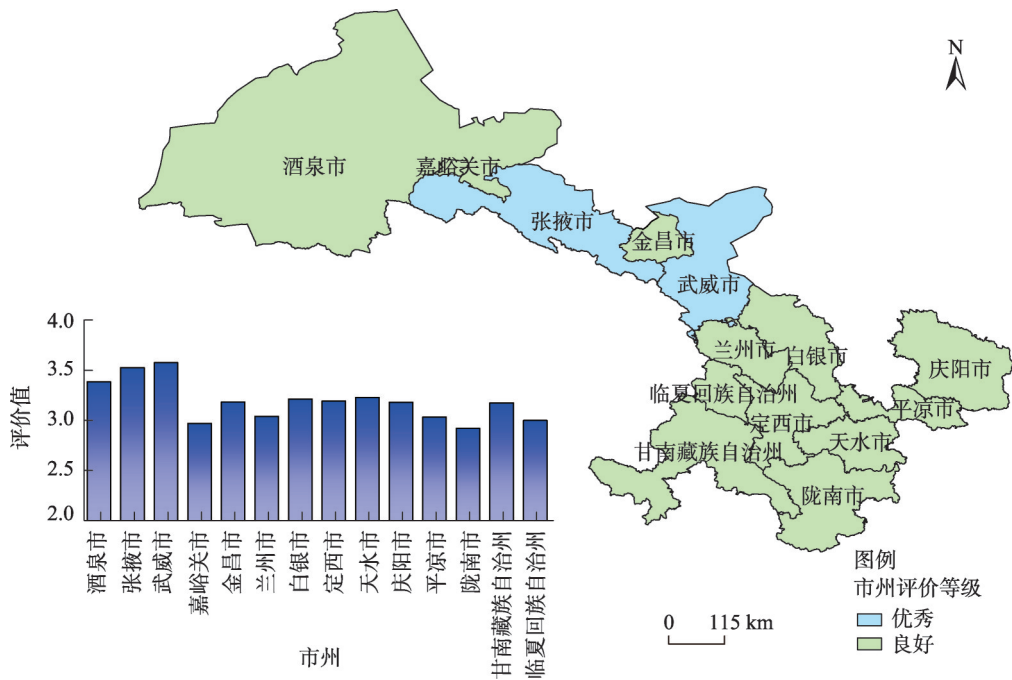 N
酒泉市
嘉峪关市
张掖市
金昌市
武威市
兰州市
白银市
庆阳市
临夏回族自治州
平凉市
定西市
天水市
甘南藏族自治州
陇南市
评价值
4.0
3.5
3.0
2.5
2.0
酒泉市
张掖市
武威市
嘉峪关市
金昌市
兰州市
白银市
定西市
天水市
庆阳市
平凉市
陇南市
甘南藏族自治州
临夏回族自治州
市州
0 115 km
图例
市州评价等级
优秀
良好